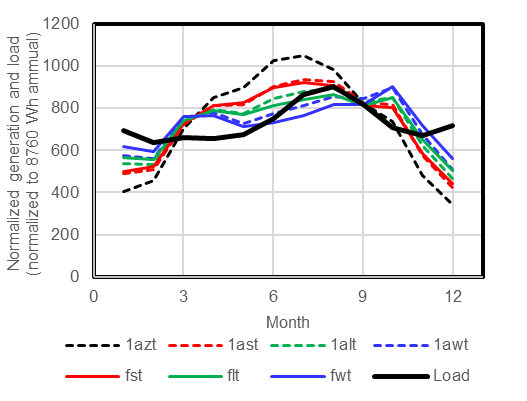 Normalized generation and load
(normalized to 8760 Wh ammual)
1200
1000
800
600
400
200
0
0 3 6 9 12
Month
1azt 1ast 1alt 1awt
fst flt fwt Load